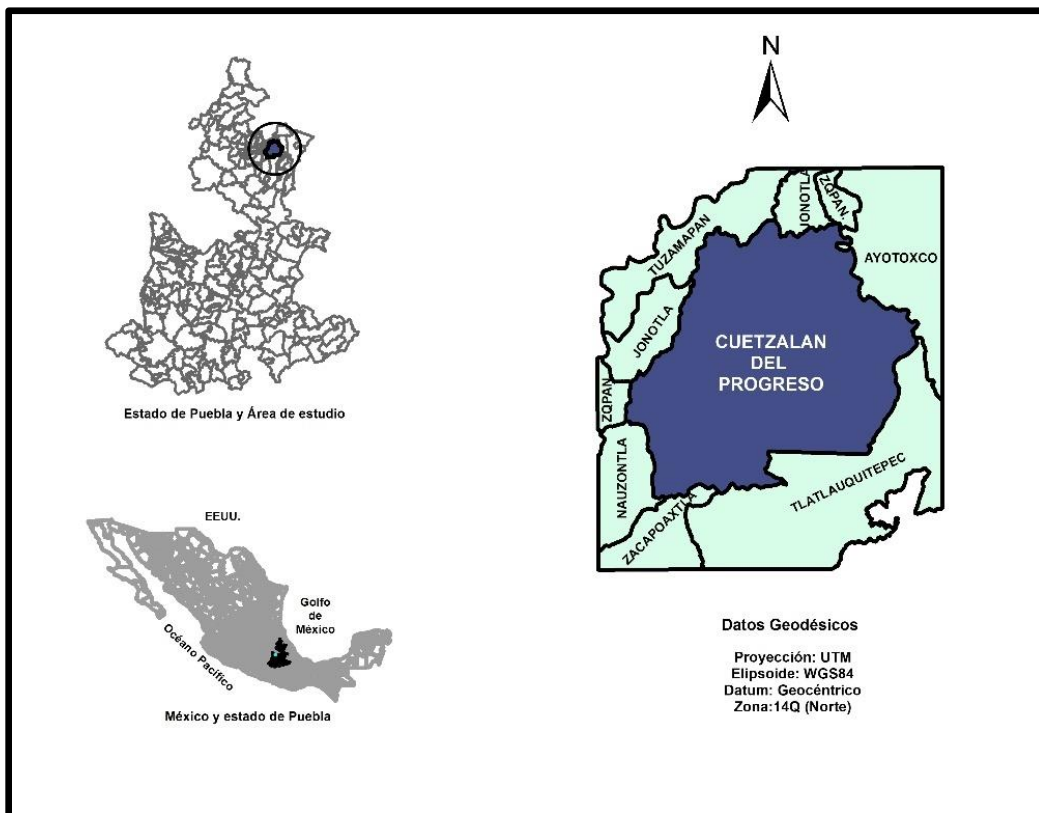 Estado de Puebla y Área de estudio
EEUU.
Golfo
de
México
Océano Pacífico
México y estado de Puebla
N
TUZAMAPAN
JONOTLA
ZQPAN.
AYOTOXCO
JONOTLA
CUETZALAN
DEL
PROGRESO
ZQPAN
NAUZONTLA
ZACAPOAXTLA
TLATLAUQUITEPEC
Datos Geodésicos
Proyección: UTM
Elipsoide: WGS84
Datum: Geocéntrico
Zona:14Q (Norte)